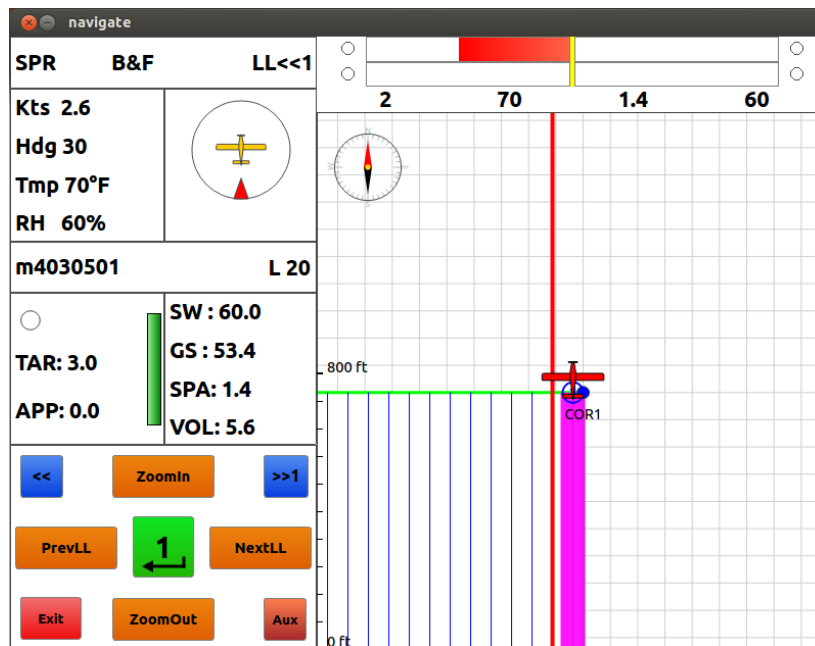 navigate
SPR B&F LL<<1
Kts 2.6
Hdg 30
Tmp 70°F
RH 60%
m4030501 L 20
TAR: 3.0
APP: 0.0
SW : 60.0
GS : 53.4
SPA: 1.4
VOL: 5.6
<< ZoomIn >>1
PrevLL 1 NextLL
Exit ZoomOut Aux
2 70 1.4 60
N
W E
S
800 ft
COR1
0 ft